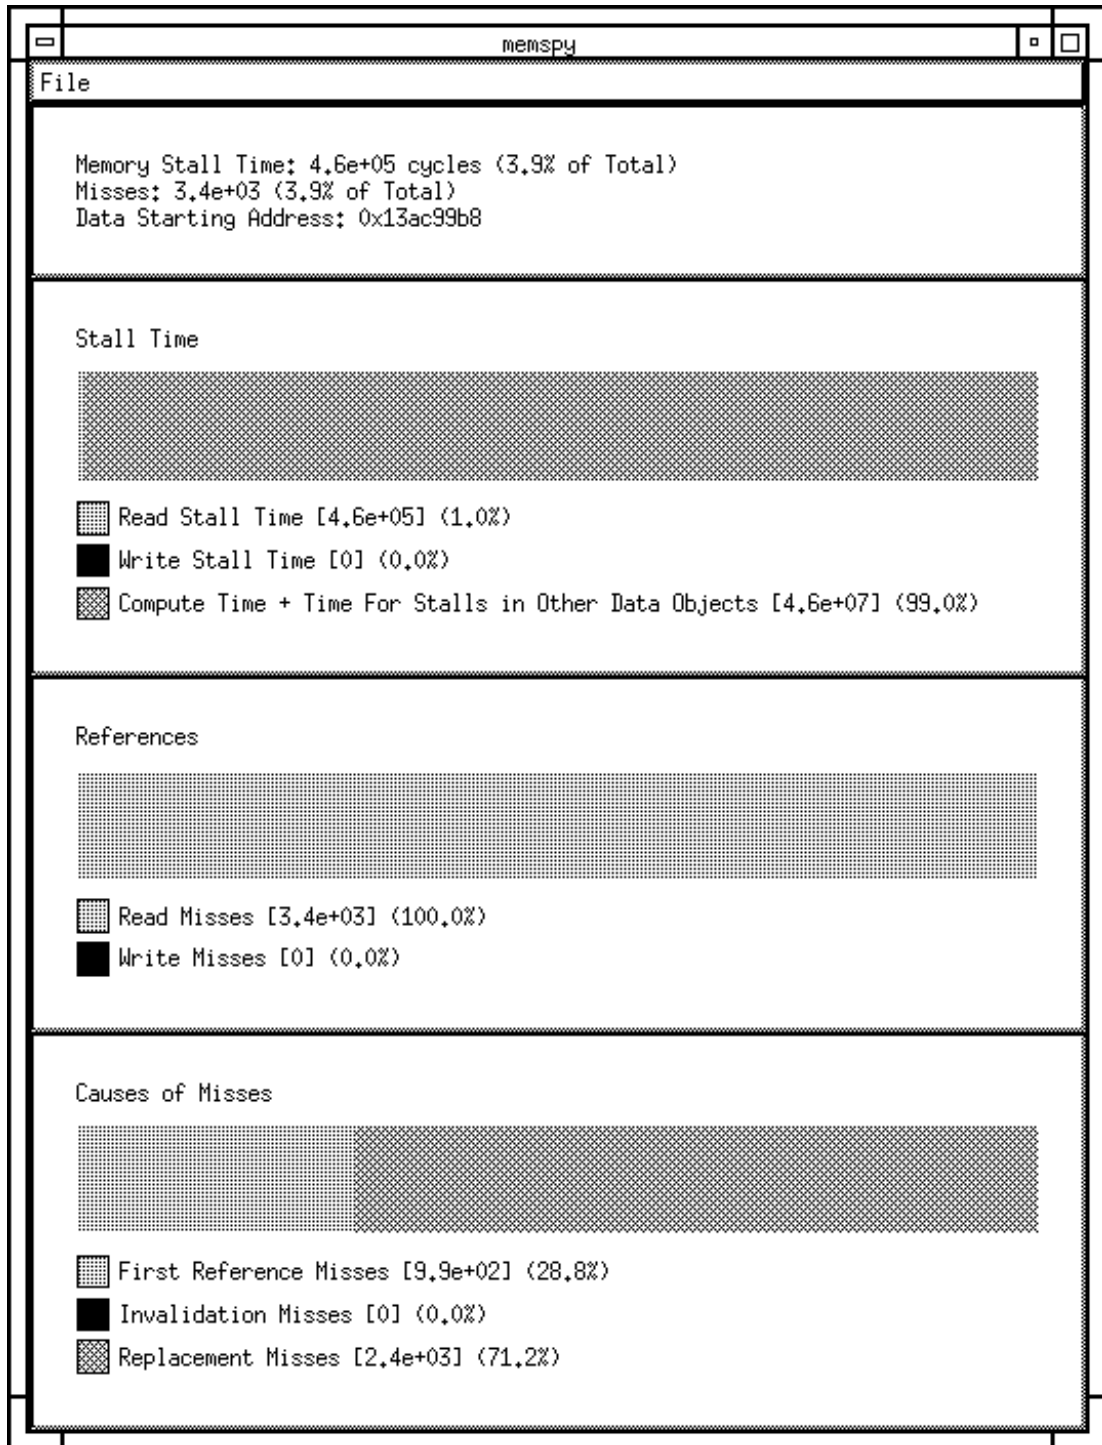 memspy
File
Memory Stall Time: 4.6e+05 cycles (3.9% of Total)
Misses: 3.4e+03 (3.9% of Total)
Data Starting Address: 0x13ac99b8
Stall Time
Read Stall Time [4.6e+05] (1.0%)
Write Stall Time [0] (0.0%)
Compute Time + Time For Stalls in Other Data Objects [4.6e+07] (99.0%)
References
Read Misses [3.4e+03] (100.0%)
Write Misses [0] (0.0%)
Causes of Misses
First Reference Misses [9.9e+02] (28.8%)
Invalidation Misses [0] (0.0%)
Replacement Misses [2.4e+03] (71.2%)